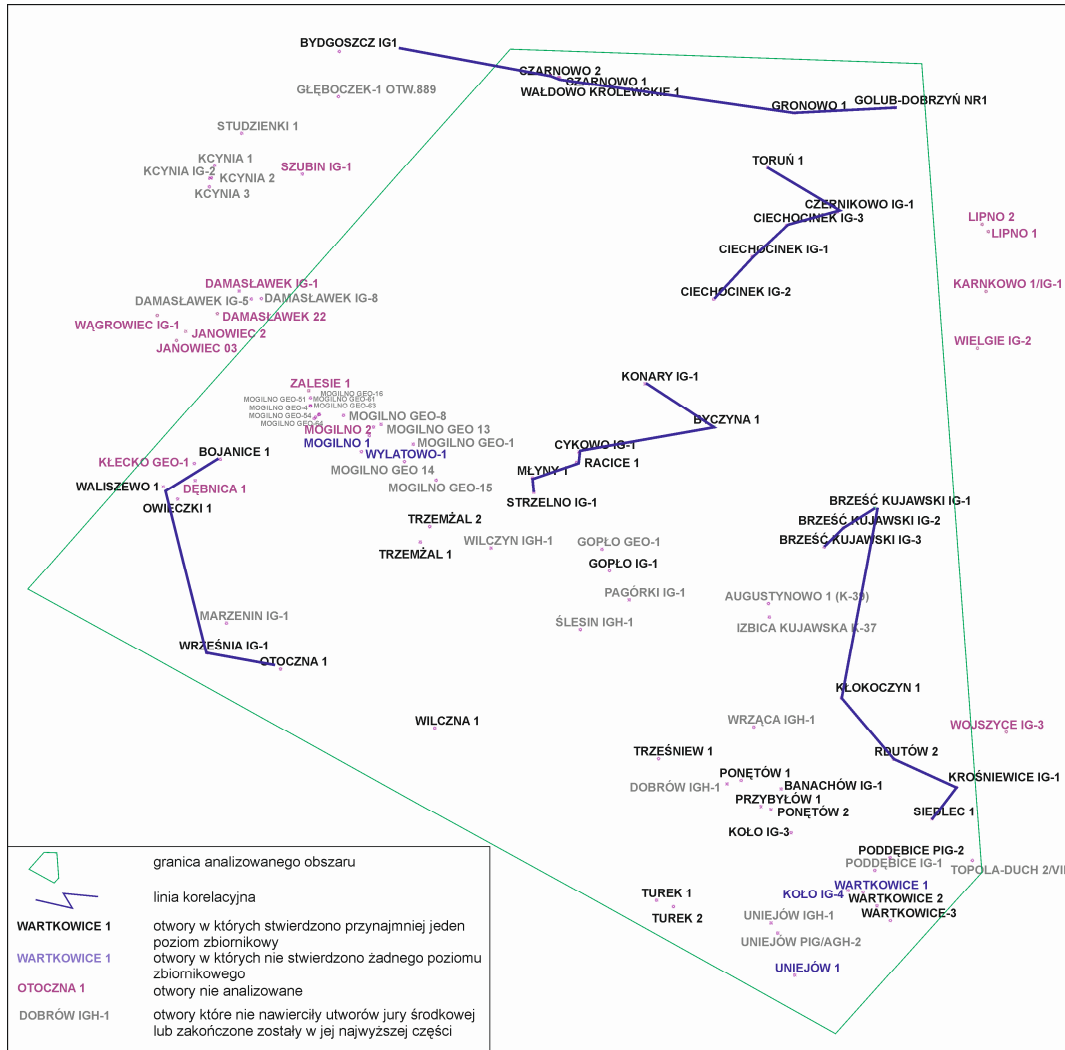 BYDGOSZCZ IG1
CZARNOWO 2
CZARNOWO 1
WAŁDOWO KRÓLEWSKIE 1
GRONOWO 1
GOLUB-DOBRZYŃ NR1
GŁĘBOCZEK-1 OTW.889
STUDZIENKI 1
KCYNIA 1
KCYNIA IG-2
KCYNIA 2
KCYNIA 3
SZUBIN IG-1
TORUŃ 1
CZERNIKOWO IG-1
CIECHOCINEK IG-3
CIECHOCINEK IG-1
CIECHOCINEK IG-2
LIPNO 2
LIPNO 1
KARNKOWO 1/IG-1
WIELGIE IG-2
DAMASŁAWEK IG-1
DAMASŁAWEK IG-5
DAMASŁAWEK IG-8
DAMASŁAWEK 22
WĄGROWIEC IG-1
JANOWIEC 2
JANOWIEC 03
ZALESIE 1
MOGILNO GEO-16
MOGILNO GEO-51
MOGILNO GEO-61
MOGILNO GEO-63
MOGILNO GEO-54
MOGILNO GEO-8
MOGILNO 2
MOGILNO GEO 13
MOGILNO 1
MOGILNO GEO-1
WYLATOWO-1
MOGILNO GEO 14
MOGILNO GEO-15
KONARY IG-1
BYCZYNA 1
CYKOWO IG-1
RACICE 1
MŁYNY 1
STRZELNO IG-1
BOJANICE 1
KŁECKO GEO-1
WALISZEWO 1
DĘBNICA 1
OWIECZKI 1
BRZEŚĆ KUJAWSKI IG-1
BRZEŚĆ KUJAWSKI IG-2
BRZEŚĆ KUJAWSKI IG-3
TRZEMŻAL 2
TRZEMŻAL 1
WILCZYN IGH-1
GOPŁO GEO-1
GOPŁO IG-1
PAGÓRKI IG-1
ŚLESIN IGH-1
AUGUSTYNOWO 1 (K-39)
IZBICA KUJAWSKA K-37
MARZENIN IG-1
WRZEŚNIA IG-1
OTOCZNA 1
KŁOKOCZYN 1
WILCZNA 1
WRZĄCA IGH-1
WOJSZYCE IG-3
TRZEŚNIEW 1
RDUTÓW 2
PONĘTÓW 1
DOBRÓW IGH-1
BANACHÓW IG-1
KROŚNIEWICE IG-1
PRZYBYŁÓW 1
PONĘTÓW 2
SIEDLEC 1
KOŁO IG-3
PODDĘBICE PIG-2
PODDĘBICE IG-1
TOPOLA-DUCH 2/VII
WARTKOWICE 1
KOŁO IG-4
WARTKOWICE 2
WARTKOWICE-3
TUREK 1
TUREK 2
UNIEJÓW IGH-1
UNIEJÓW PIG/AGH-2
UNIEJÓW 1
granica analizowanego obszaru
linia korelacyjna
WARTKOWICE 1 otwory w których stwierdzono przynajmniej jeden
poziom zbiornikowy
WARTKOWICE 1 otwory w których nie stwierdzono żadnego poziomu
zbiornikowego
OTOCZNA 1 otwory nie analizowane
DOBRÓW IGH-1 otwory które nie nawierciły utworów jury środkowej
lub zakończone zostały w jej najwyższej części